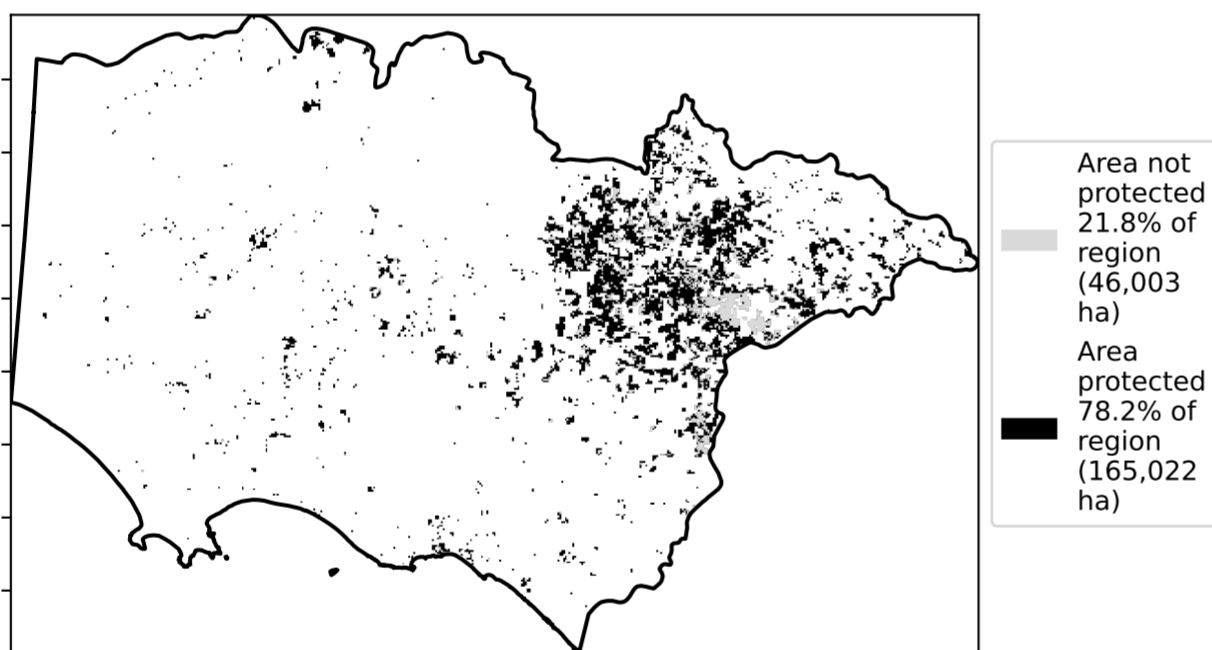 Area not
protected
21.8% of
region
(46,003
ha)
Area
protected
78.2% of
region
(165,022
ha)